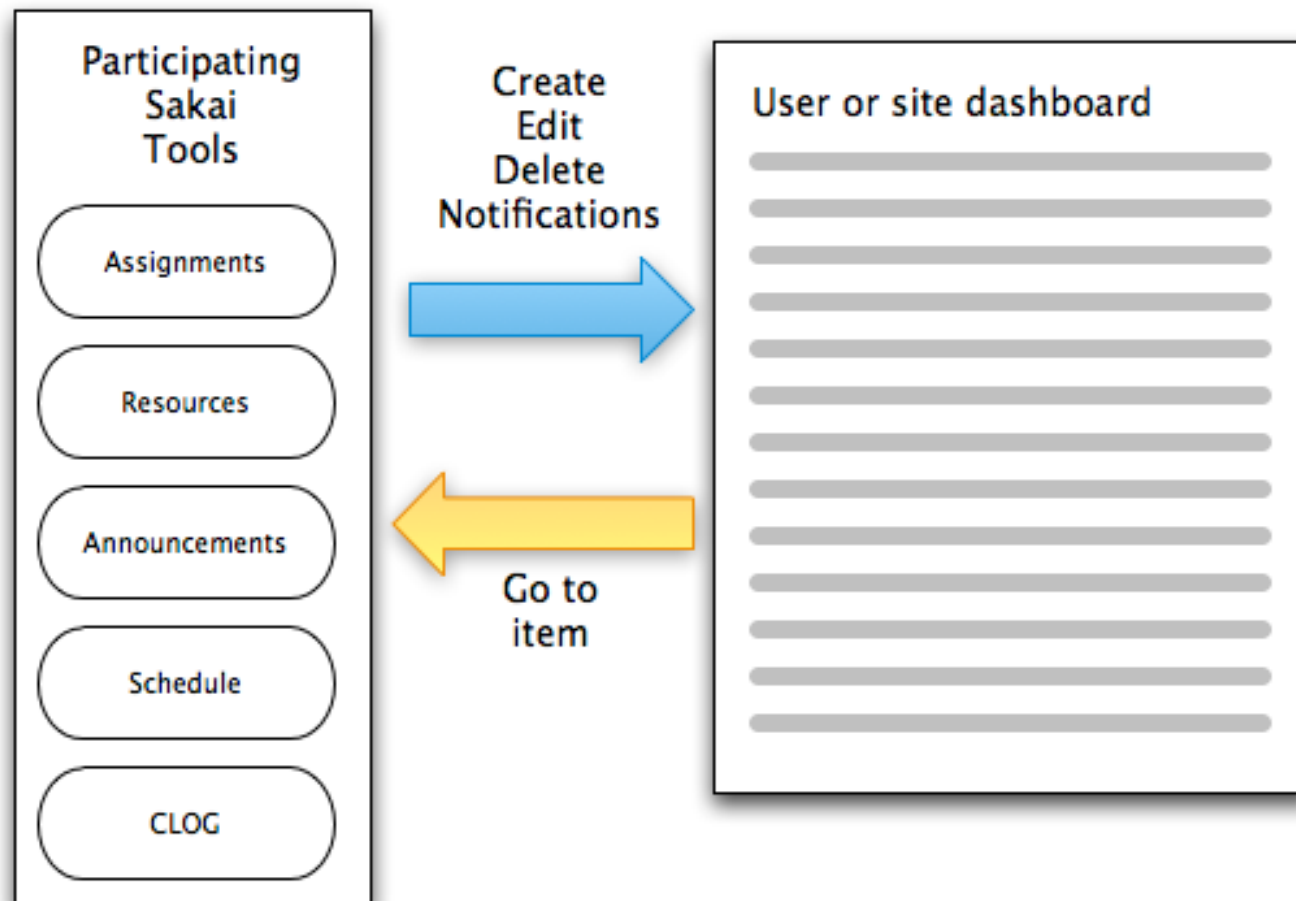 Participating
Sakai
Tools
Assignments
Resources
Announcements
Schedule
CLOG
Create
Edit
Delete
Notifications
Go to
item
User or site dashboard